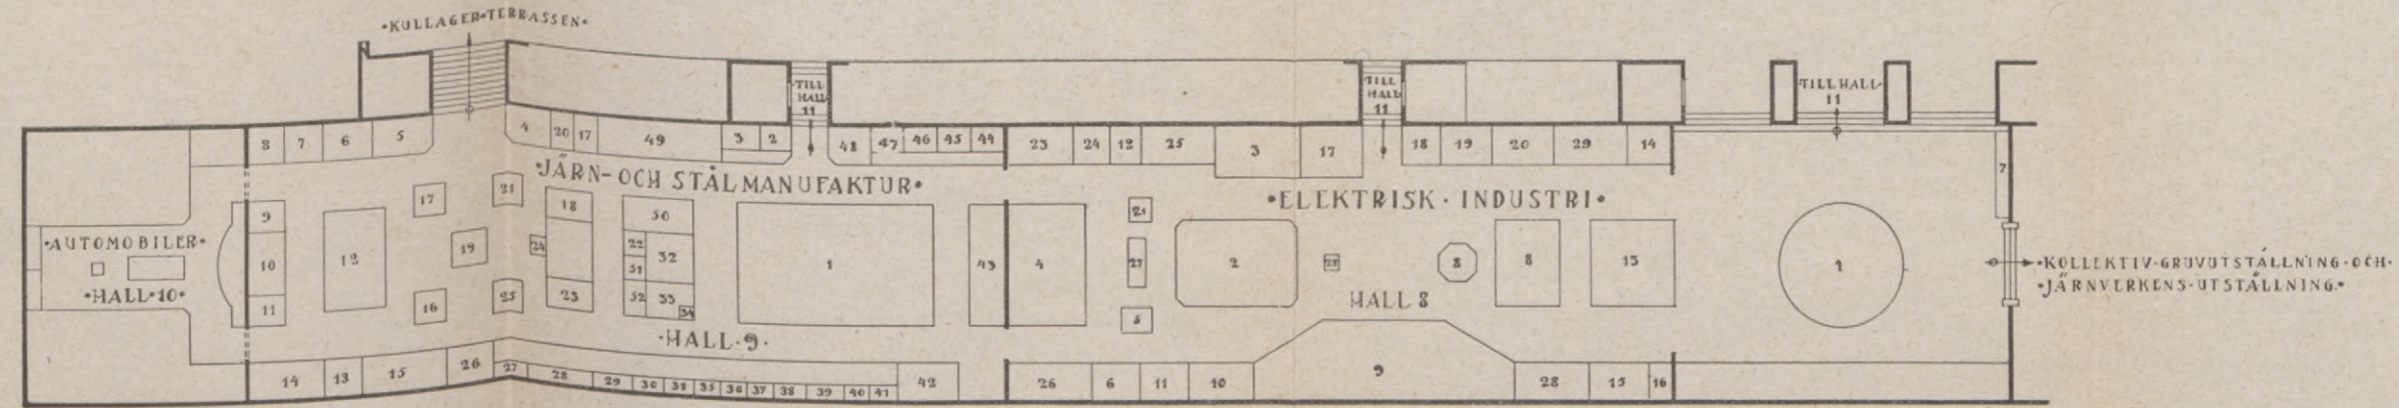 •KULLAGER•TERRASSEN•
•TILL HALL 11
TILL HALL 11
•TILL HALL• 11
8 7 6 5
4 20 17 49 3 2
48 47 46 45 44
23 24 12 25 3 17
18 19 20 29 14
7
•JÄRN-OCH STÅLMANUFAKTUR•
•ELEKTRISK·INDUSTRI•
•AUTOMOBILER•
•HALL•10•
9 10 11
12
17 19 16
21 24 25
18 23
50 22 32 51 52 33 34
1
43 4
21 27 5
2
22
8
8
13
1
HALL 8
•HALL•9•
•KOLLEKTIV•GRUVUTSTÄLLNING•OCH•
•JÄRNVERKENS•UTSTÄLLNING•
14 13 15 26 27 28 29 30 31 35 36 37 38 39 40 41 42
26 6 11 10 9 28 15 16